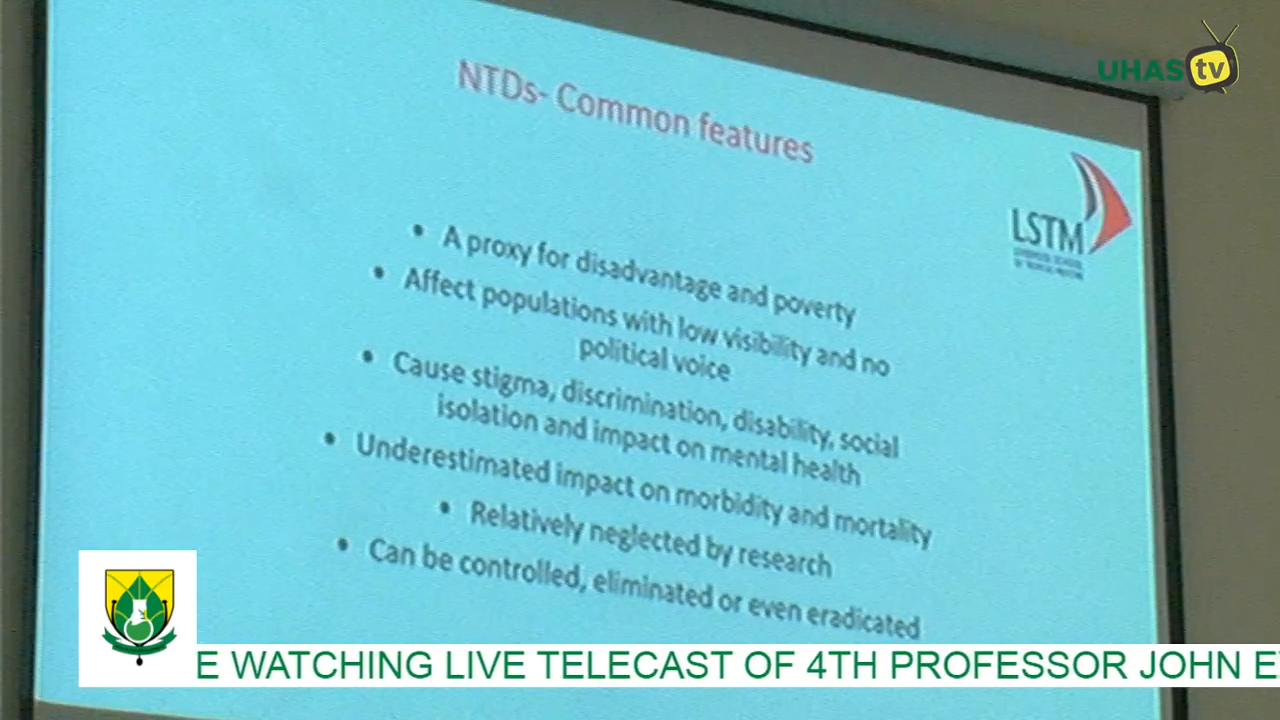 UHAS tv
NTDs- Common features
LSTM
• A proxy for disadvantage and poverty
• Affect populations with low visibility and no
political voice
• Cause stigma, discrimination, disability, social
isolation and impact on mental health
• Underestimated impact on morbidity and mortality
• Relatively neglected by research
• Can be controlled, eliminated or even eradicated
E WATCHING LIVE TELECAST OF 4TH PROFESSOR JOHN